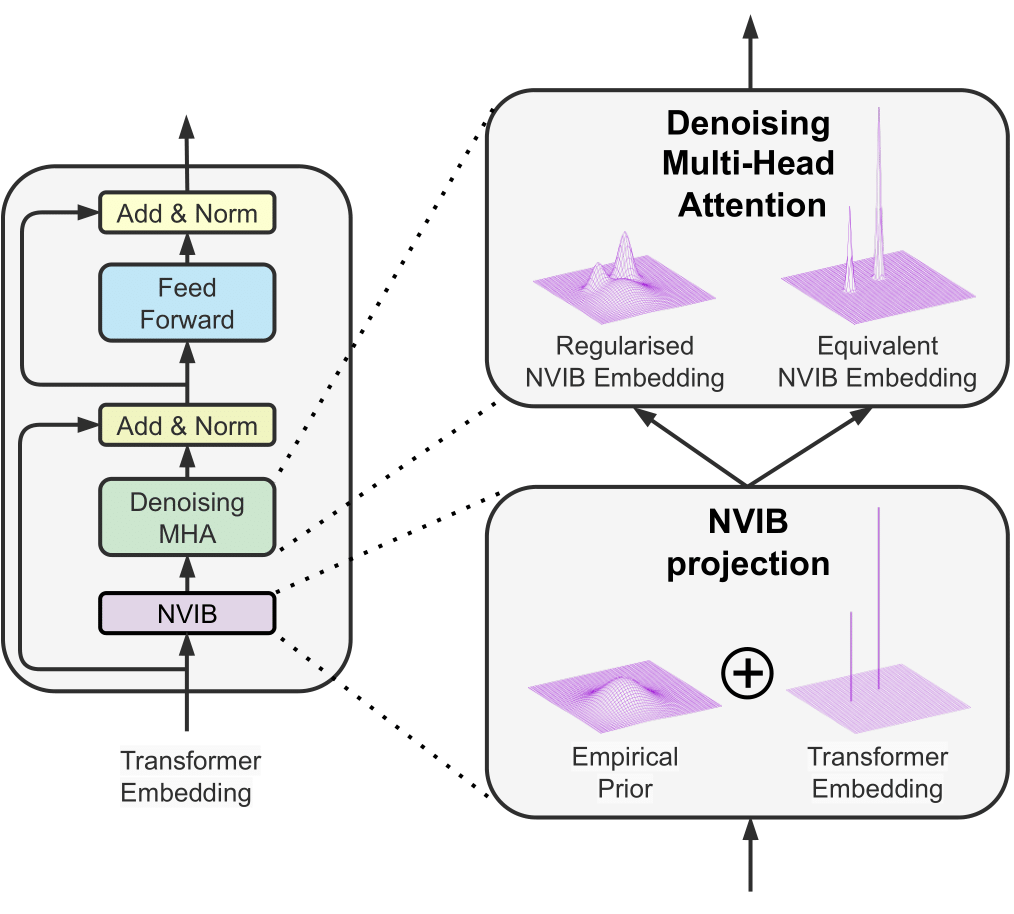 Add & Norm
Feed
Forward
Add & Norm
Denoising
MHA
NVIB
Transformer
Embedding
Denoising
Multi-Head
Attention
Regularised
NVIB Embedding
Equivalent
NVIB Embedding
NVIB
projection
Empirical
Prior
Transformer
Embedding